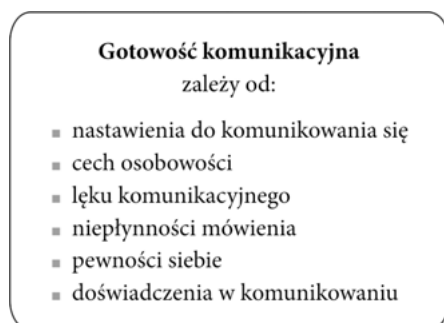 Gotowość komunikacyjna
zależy od:
▪ nastawienia do komunikowania się
▪ cech osobowości
▪ lęku komunikacyjnego
▪ niepłynności mówienia
▪ pewności siebie
▪ doświadczenia w komunikowaniu